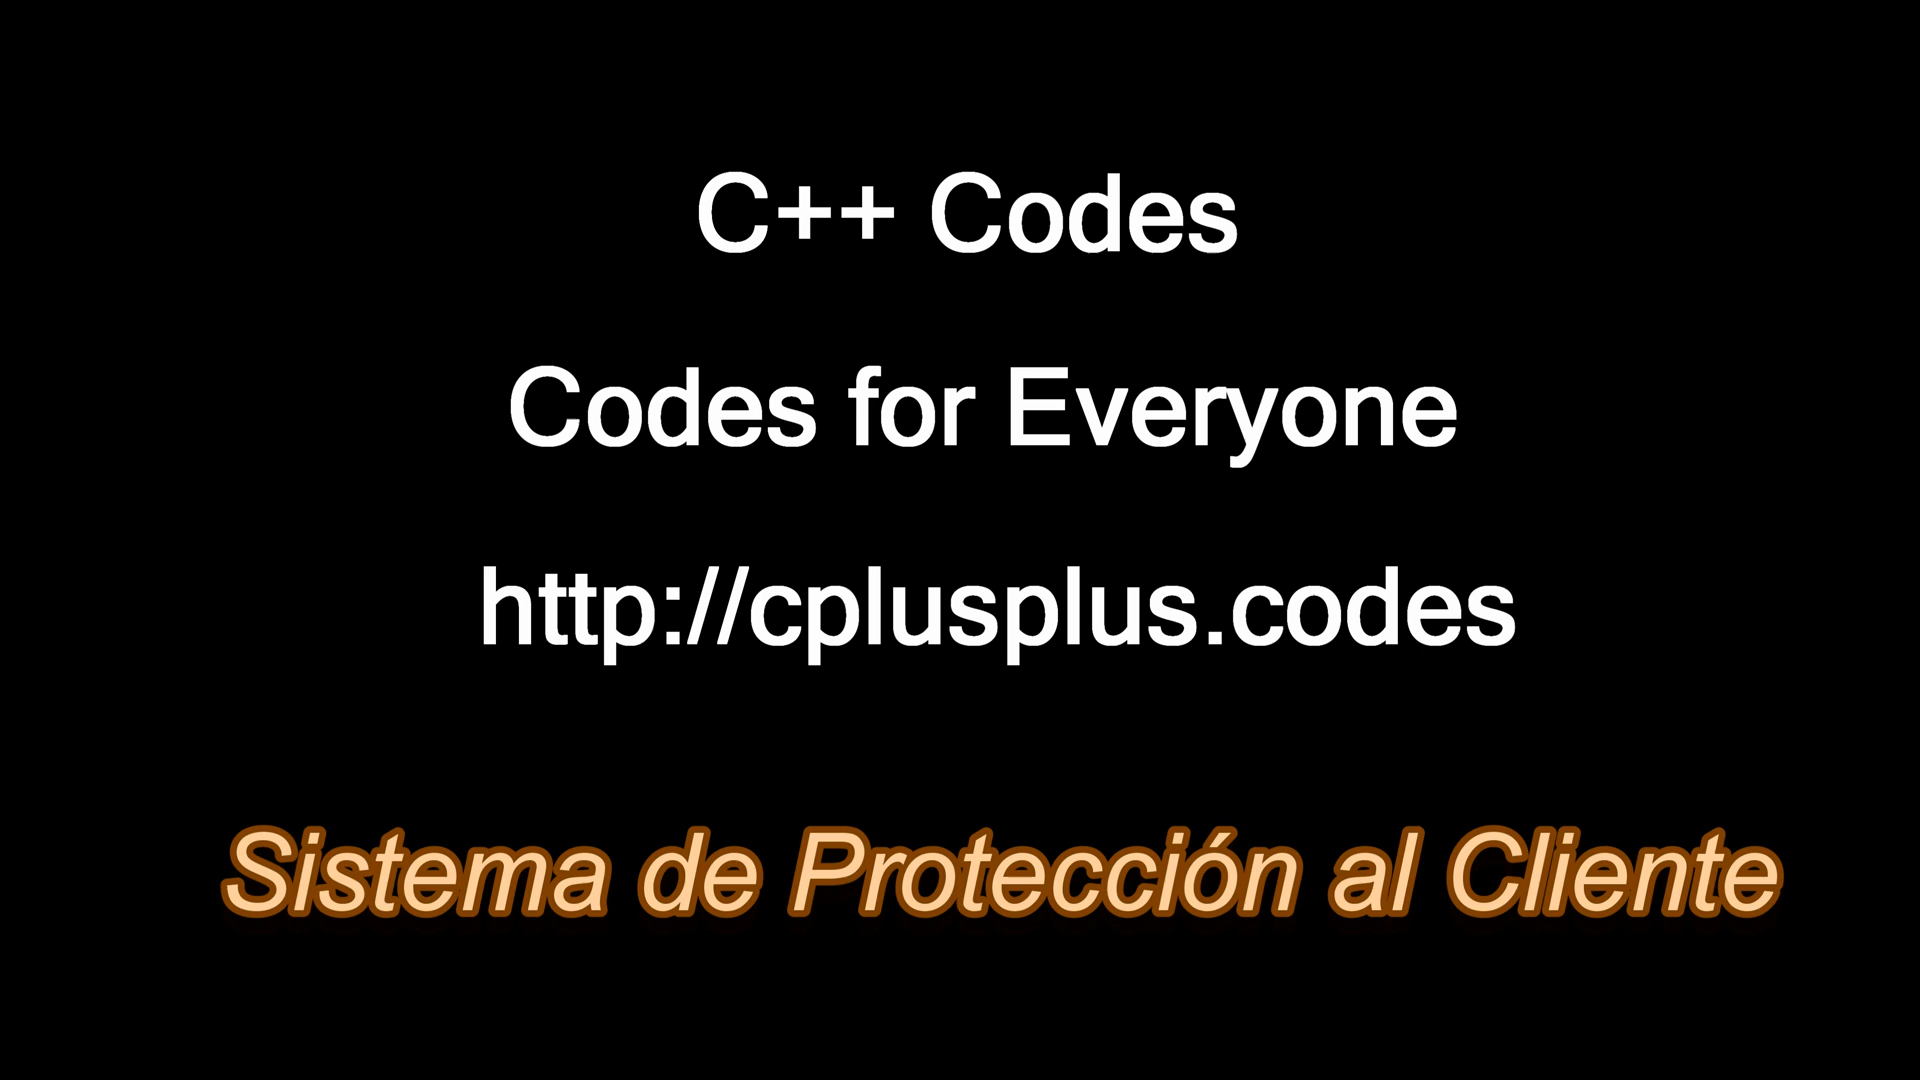 C++ Codes
Codes for Everyone
http://cplusplus.codes
Sistema de Protección al Cliente